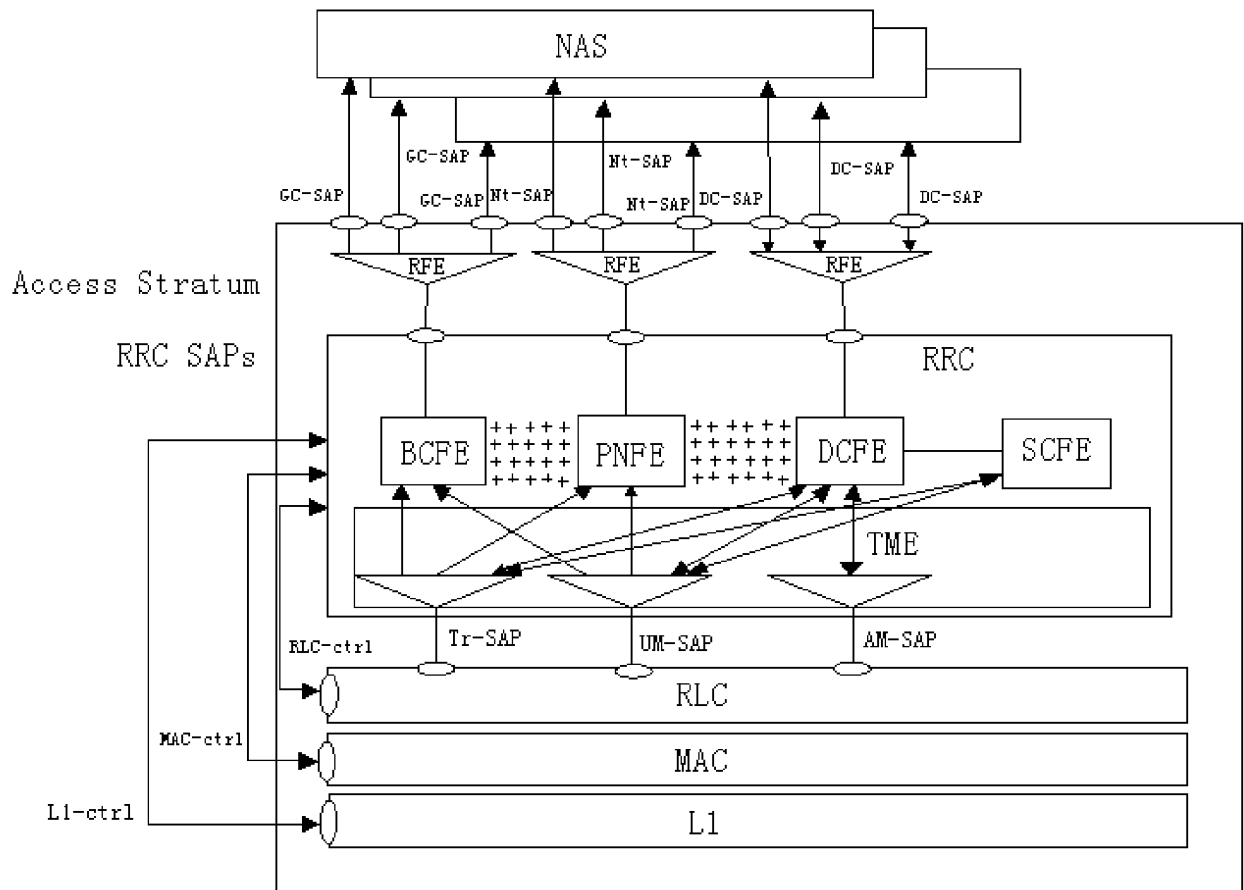 NAS
GC-SAP
Nt-SAP
DC-SAP
GC-SAP
GC-SAP
Nt-SAP
Nt-SAP
DC-SAP
DC-SAP
RFE
RFE
RFE
Access Stratum
RRC SAPs
RRC
BCFE
PNFE
DCFE
SCFE
TME
Tr-SAP
UM-SAP
AM-SAP
RLC-ctrl
RLC
MAC-ctrl
MAC
L1-ctrl
L1